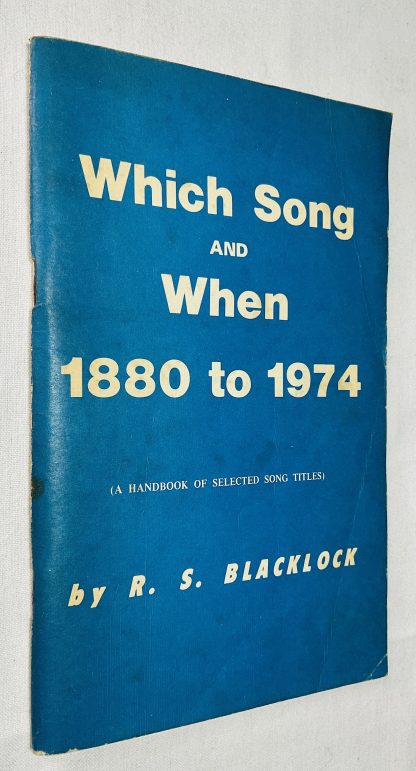 Which Song
AND
When
1880 to 1974
(A HANDBOOK OF SELECTED SONG TITLES)
by R. S. BLACKLOCK